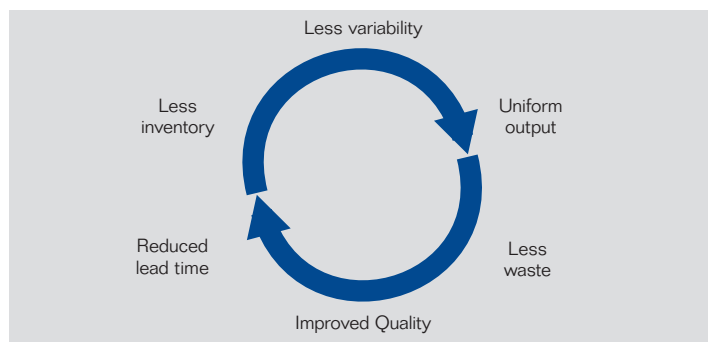 Less variability
Uniform
output
Less
waste
Improved Quality
Reduced
lead time
Less
inventory